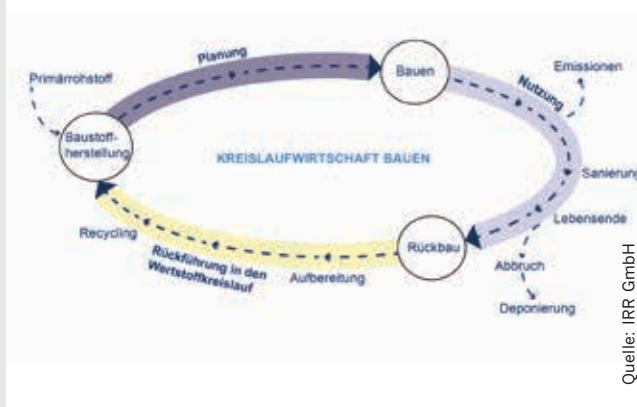 Planung
Bauen
Primärrohstoff
Emissionen
Nutzung
Baustoff-
herstellung
KREISLAUFWIRTSCHAFT BAUEN
Sanierung
Lebensende
Recycling
Rückführung in den
Wertstoffkreislauf
Aufbereitung
Rückbau
Abbruch
Deponierung
Quelle: IRR GmbH